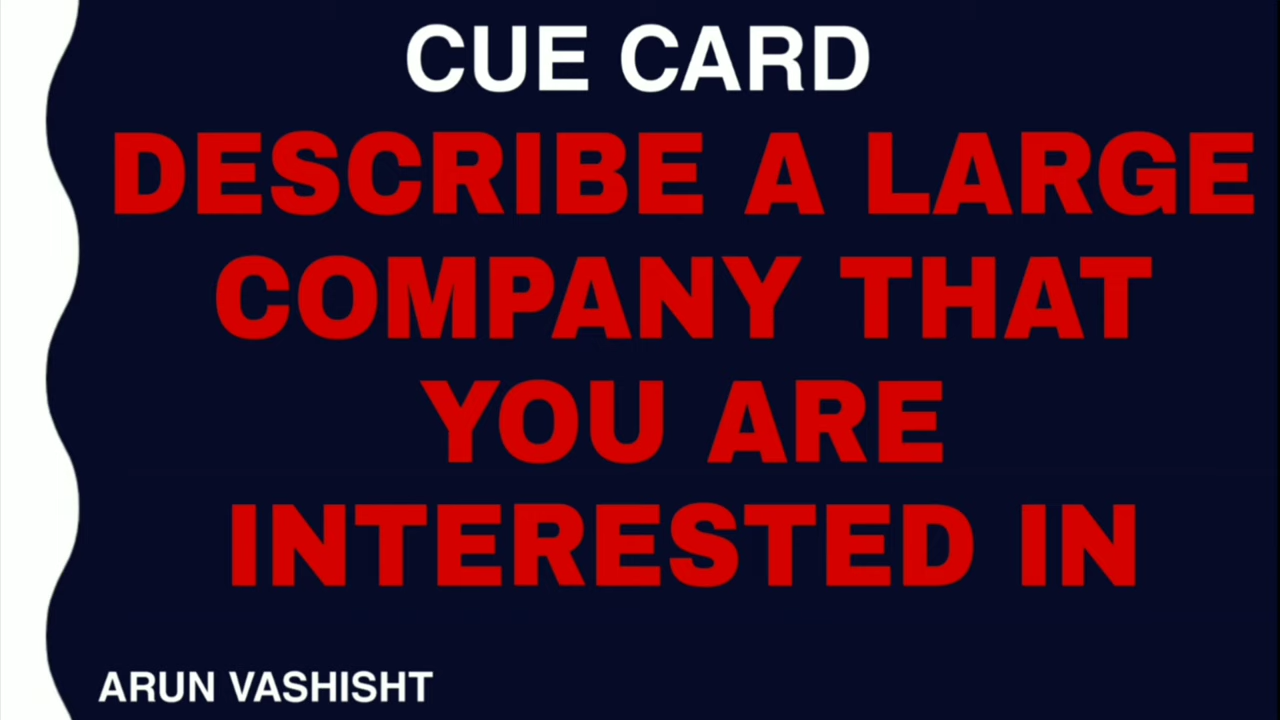 CUE CARD
DESCRIBE A LARGE
COMPANY THAT
YOU ARE
INTERESTED IN
ARUN VASHISHT